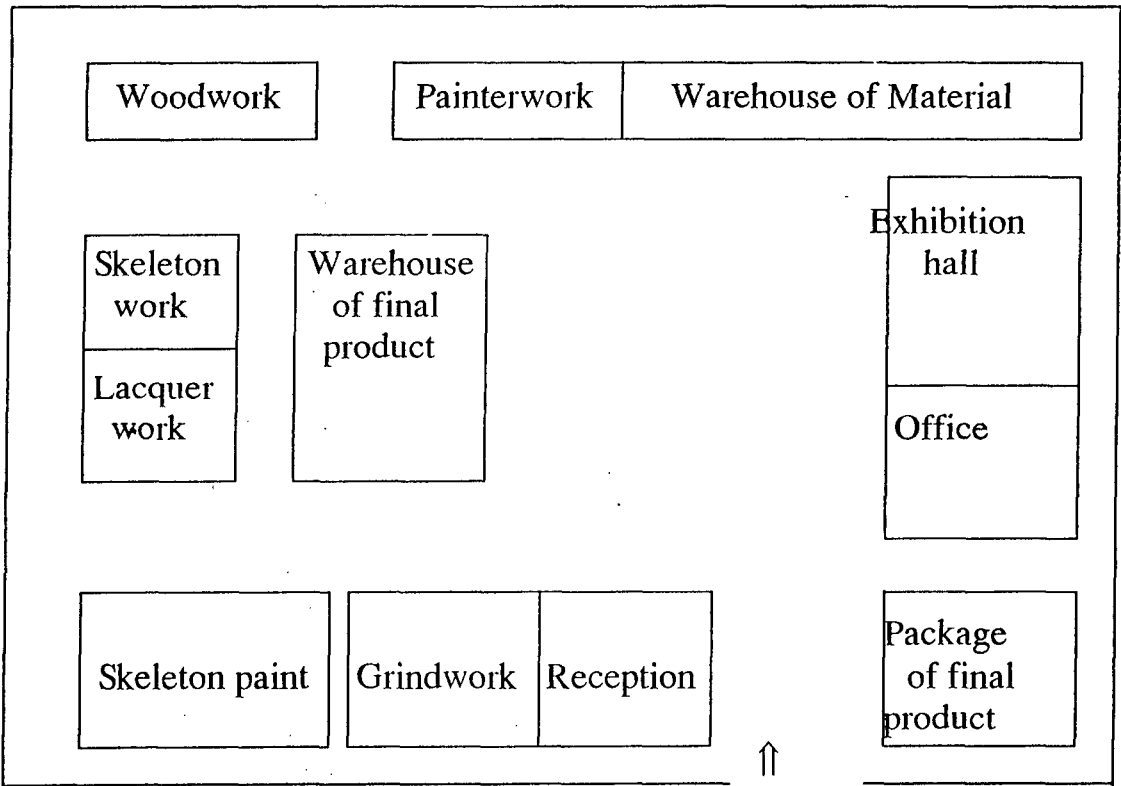 Woodwork
Painterwork
Warehouse of Material
Exhibition
hall
Skeleton
work
Warehouse
of final
product
Lacquer
work
Office
Skeleton paint
Grindwork
Reception
Package
of final
product
⇑